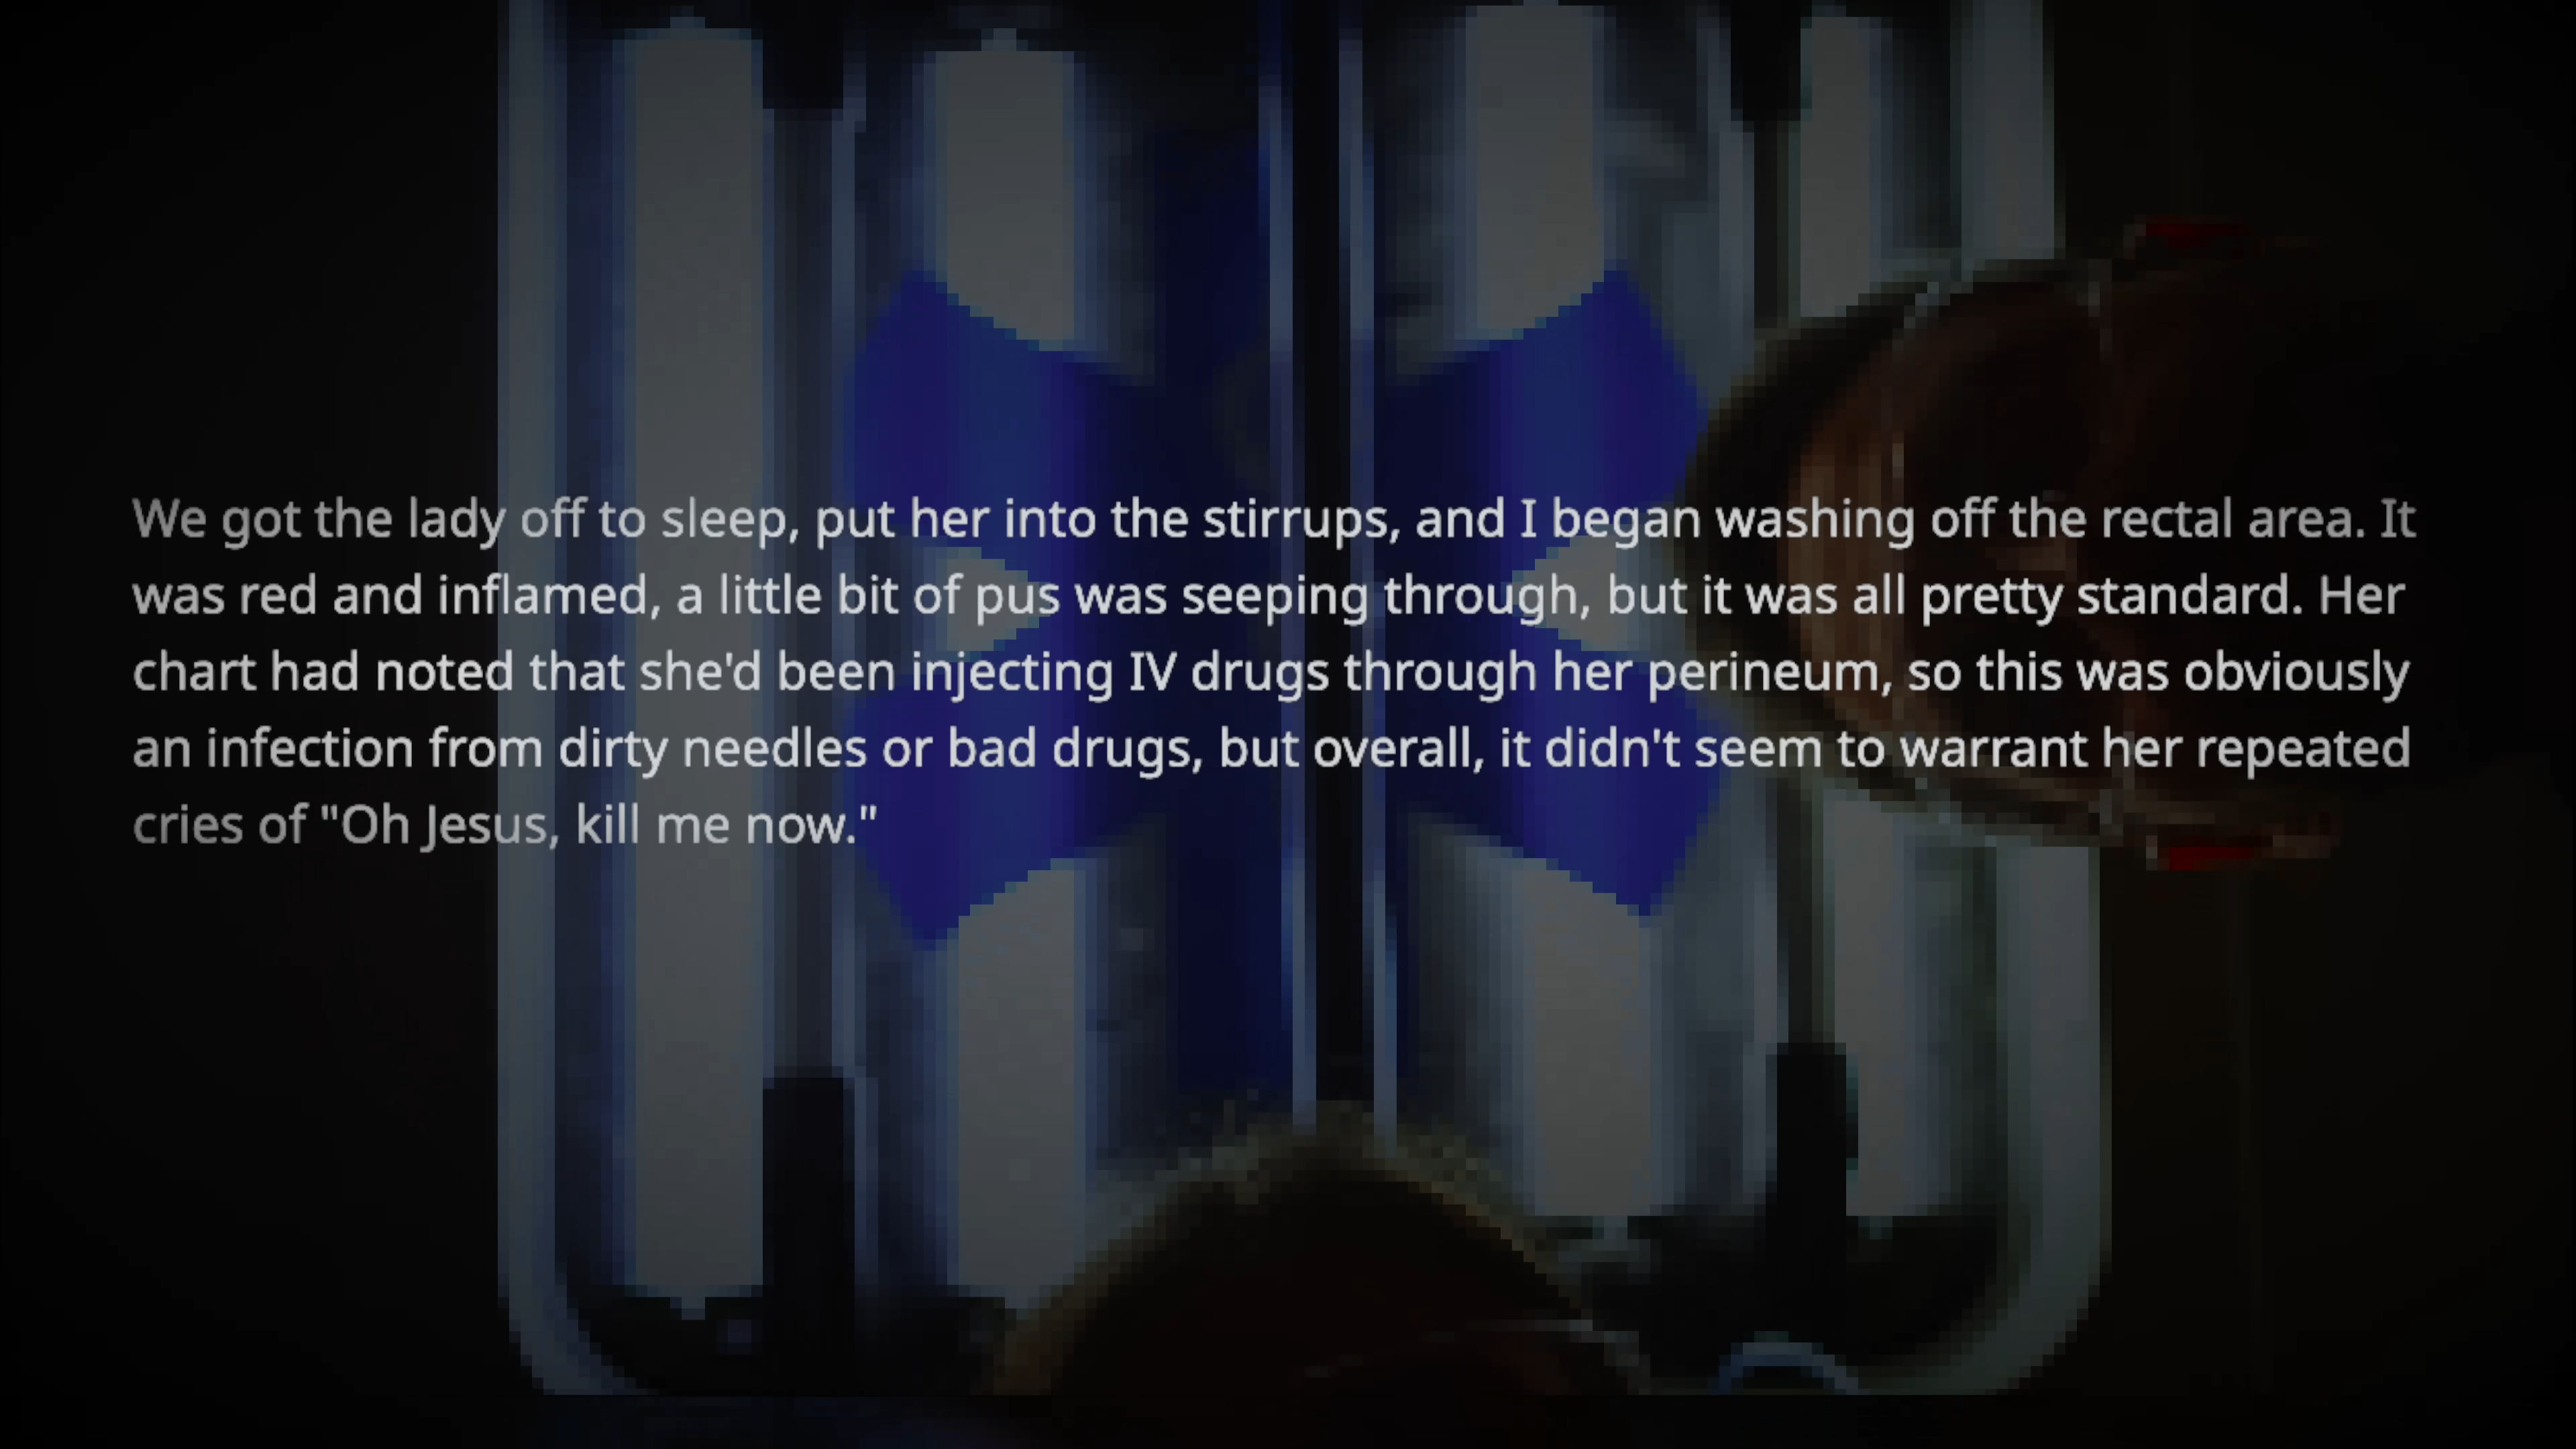 We got the lady off to sleep, put her into the stirrups, and I began washing off the rectal area. It
was red and inflamed, a little bit of pus was seeping through, but it was all pretty standard. Her
chart had noted that she'd been injecting IV drugs through her perineum, so this was obviously
an infection from dirty needles or bad drugs, but overall, it didn't seem to warrant her repeated
cries of "Oh Jesus, kill me now."